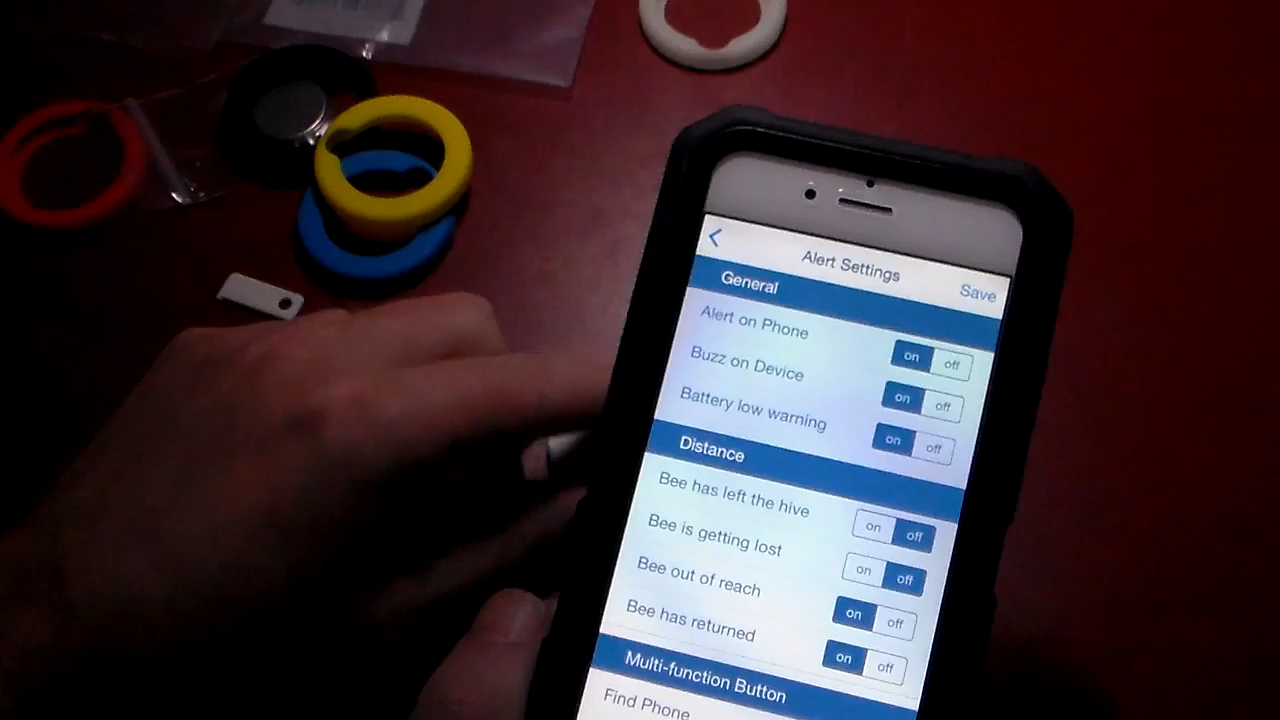 Alert Settings
Save
General
Alert on Phone on off
Buzz on Device on off
Battery low warning on off
Distance
Bee has left the hive on off
Bee is getting lost on off
Bee out of reach on off
Bee has returned on off
Multi-function Button
Find Phone